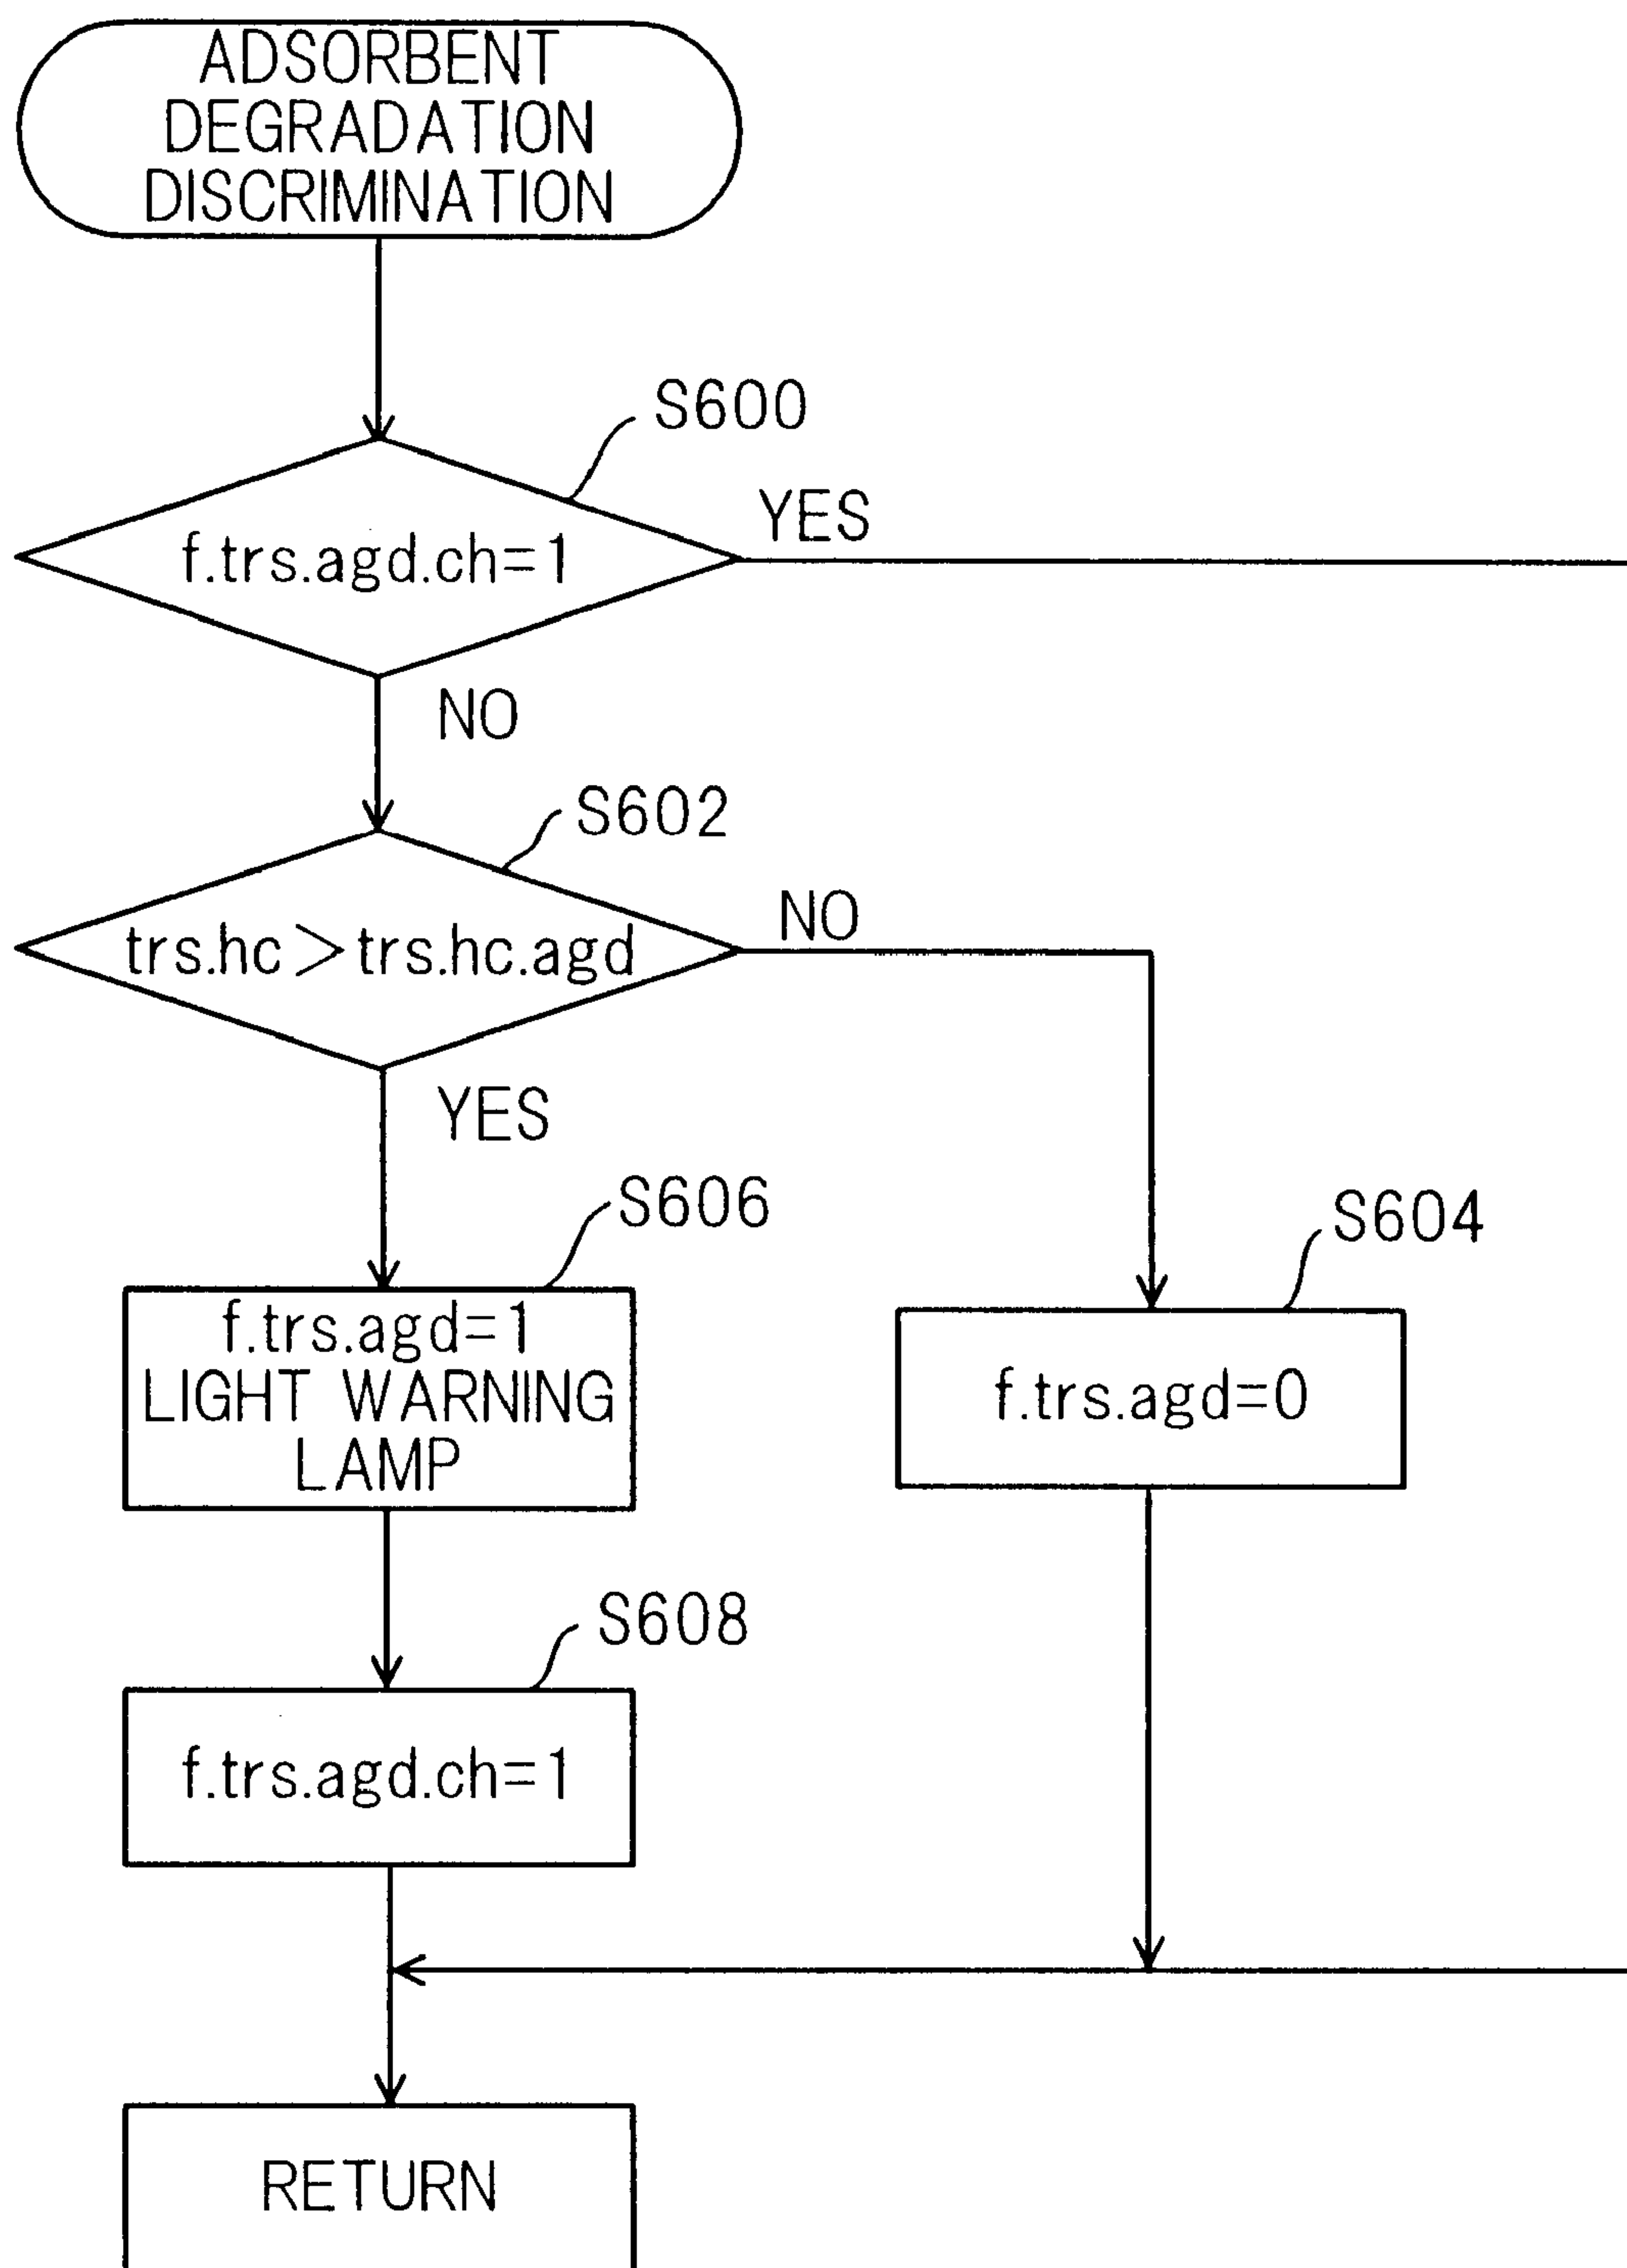 ADSORBENT
DEGRADATION
DISCRIMINATION
S600
f.trs.agd.ch=1
YES
NO
S602
trs.hc>trs.hc.agd
NO
YES
S606
f.trs.agd=1
LIGHT WARNING
LAMP
S604
f.trs.agd=0
S608
f.trs.agd.ch=1
RETURN